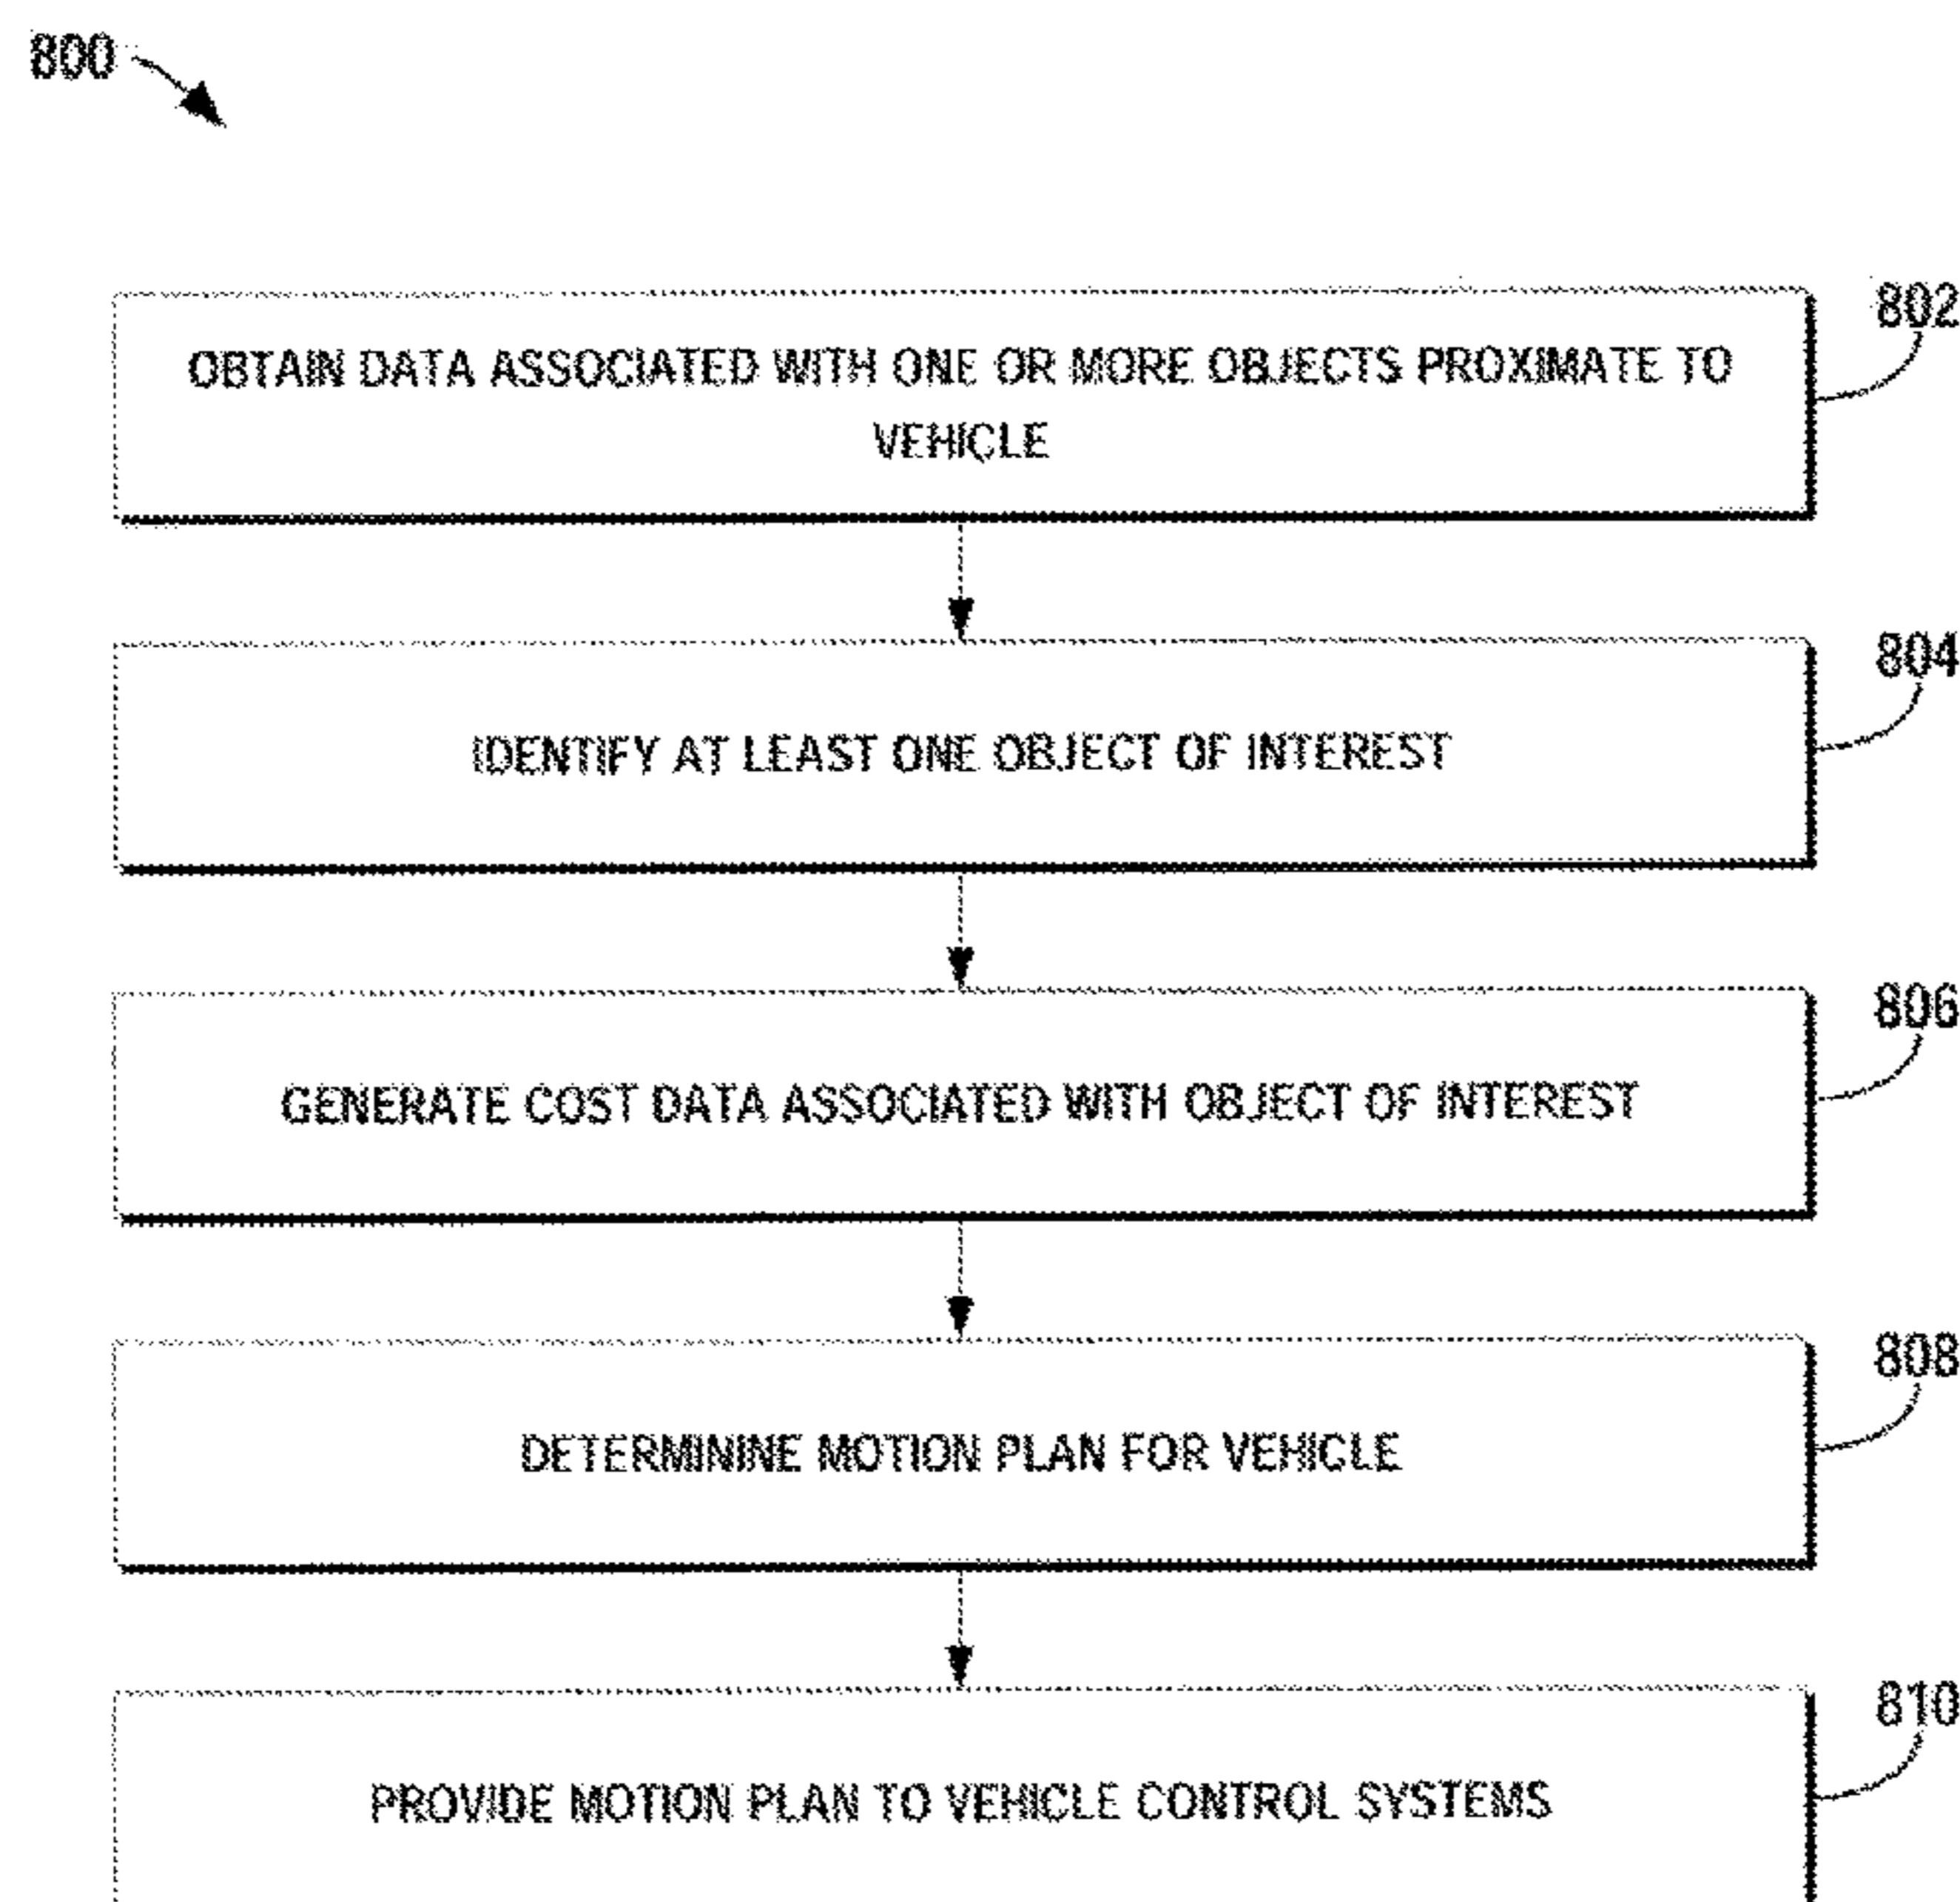 800
802
OBTAIN DATA ASSOCIATED WITH ONE OR MORE OBJECTS PROXIMATE TO
VEHICLE
804
IDENTIFY AT LEAST ONE OBJECT OF INTEREST
806
GENERATE COST DATA ASSOCIATED WITH OBJECT OF INTEREST
808
DETERMININE MOTION PLAN FOR VEHICLE
810
PROVIDE MOTION PLAN TO VEHICLE CONTROL SYSTEMS